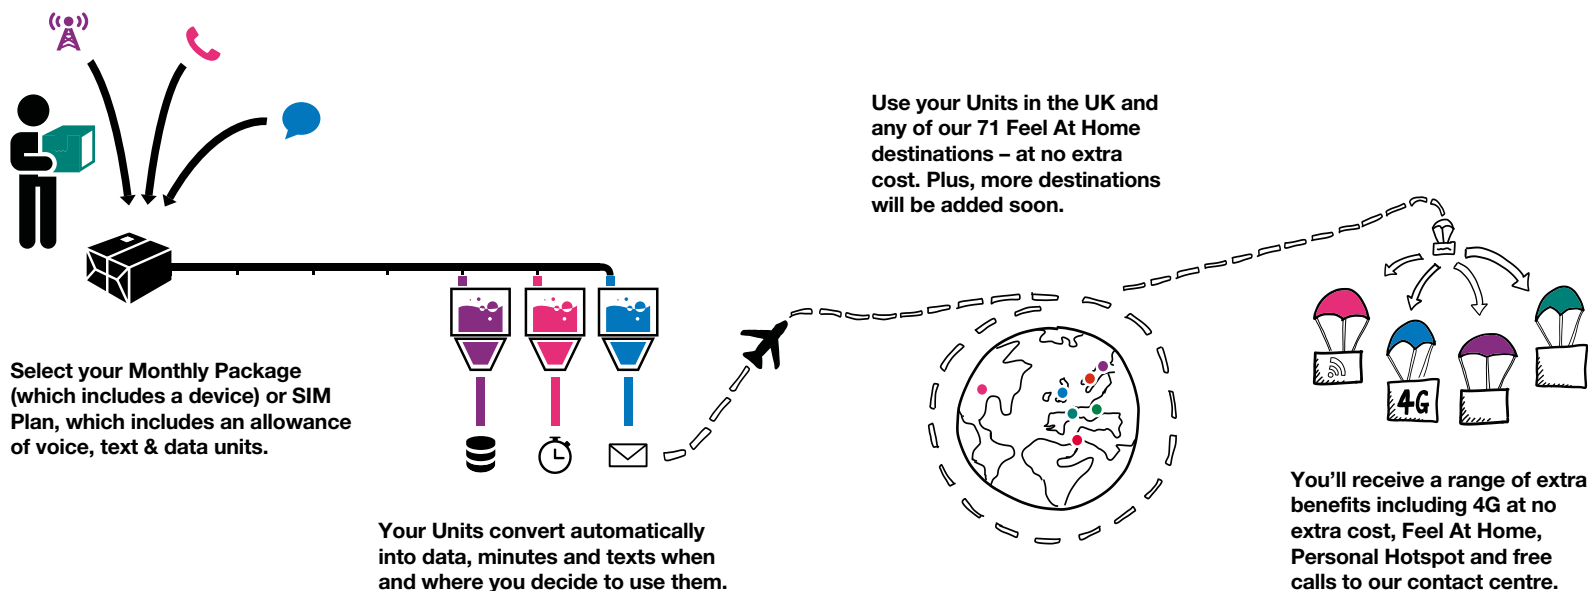 Select your Monthly Package
(which includes a device) or SIM
Plan, which includes an allowance
of voice, text & data units.
Your Units convert automatically
into data, minutes and texts when
and where you decide to use them.
Use your Units in the UK and
any of our 71 Feel At Home
destinations – at no extra
cost. Plus, more destinations
will be added soon.
4G
You’ll receive a range of extra
benefits including 4G at no
extra cost, Feel At Home,
Personal Hotspot and free
calls to our contact centre.